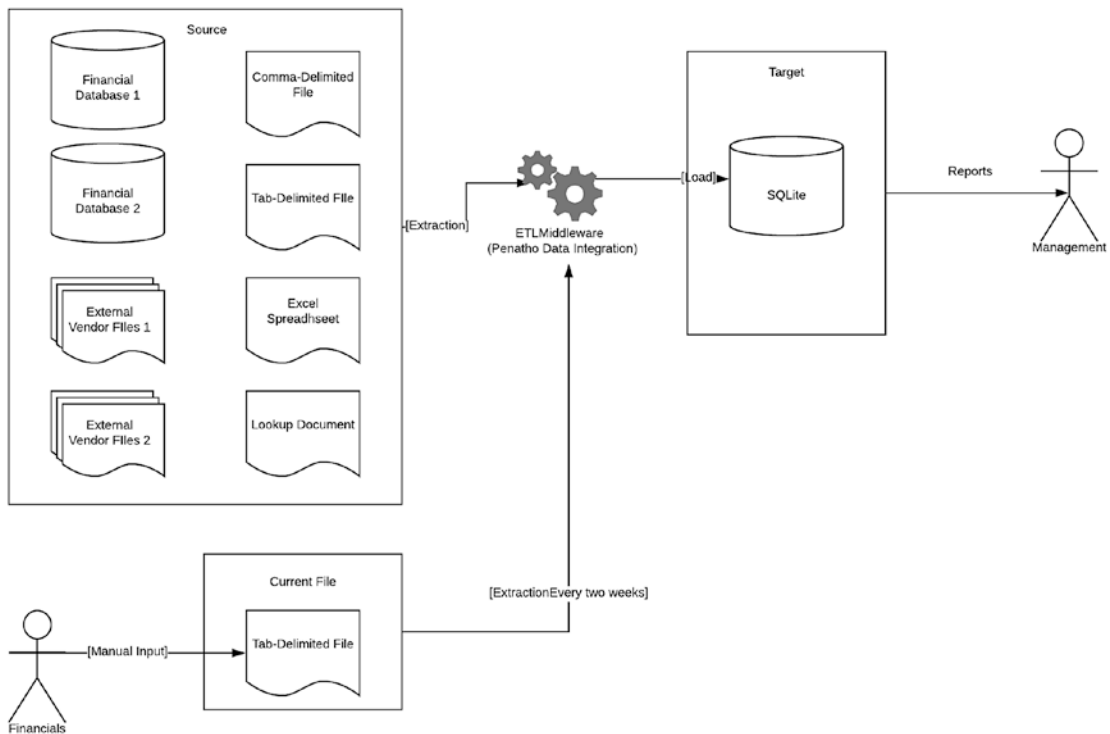 Source
Financial
Database 1
Comma-Delimited
File
Financial
Database 2
Tab-Delimited FIle
External
Vendor FIles 1
Excel
Spreadhseet
External
Vendor FIles 2
Lookup Document
[Extraction]
ETLMiddleware
(Penatho Data Integration)
[Load]
Target
SQLite
Reports
Management
[ExtractionEvery two weeks]
Current File
Tab-Delimited File
[Manual Input]
Financials